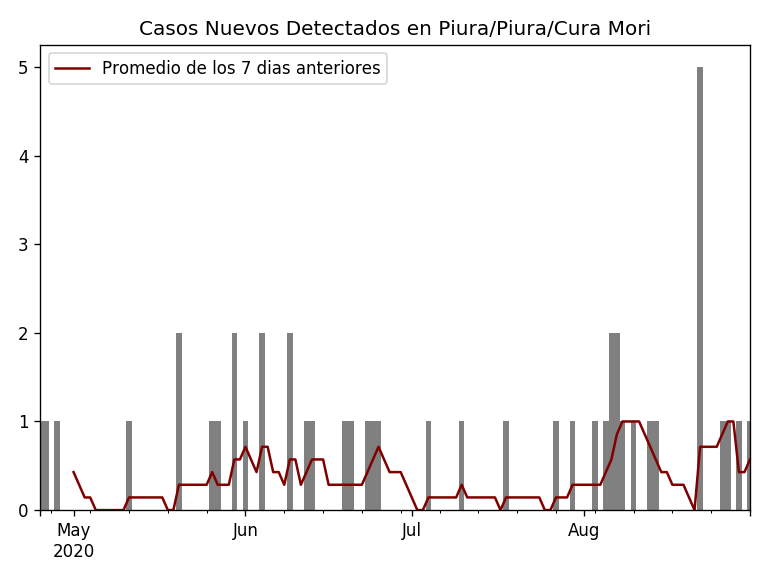 Casos Nuevos Detectados en Piura/Piura/Cura Mori
Promedio de los 7 dias anteriores
5
4
3
2
1
0
May
2020
Jun
Jul
Aug